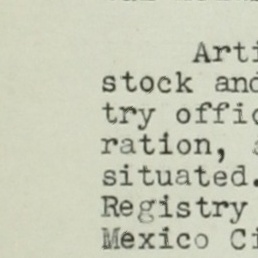 Arti
stock and
try offic
ration,
situated.
Registry
Mexico Ci